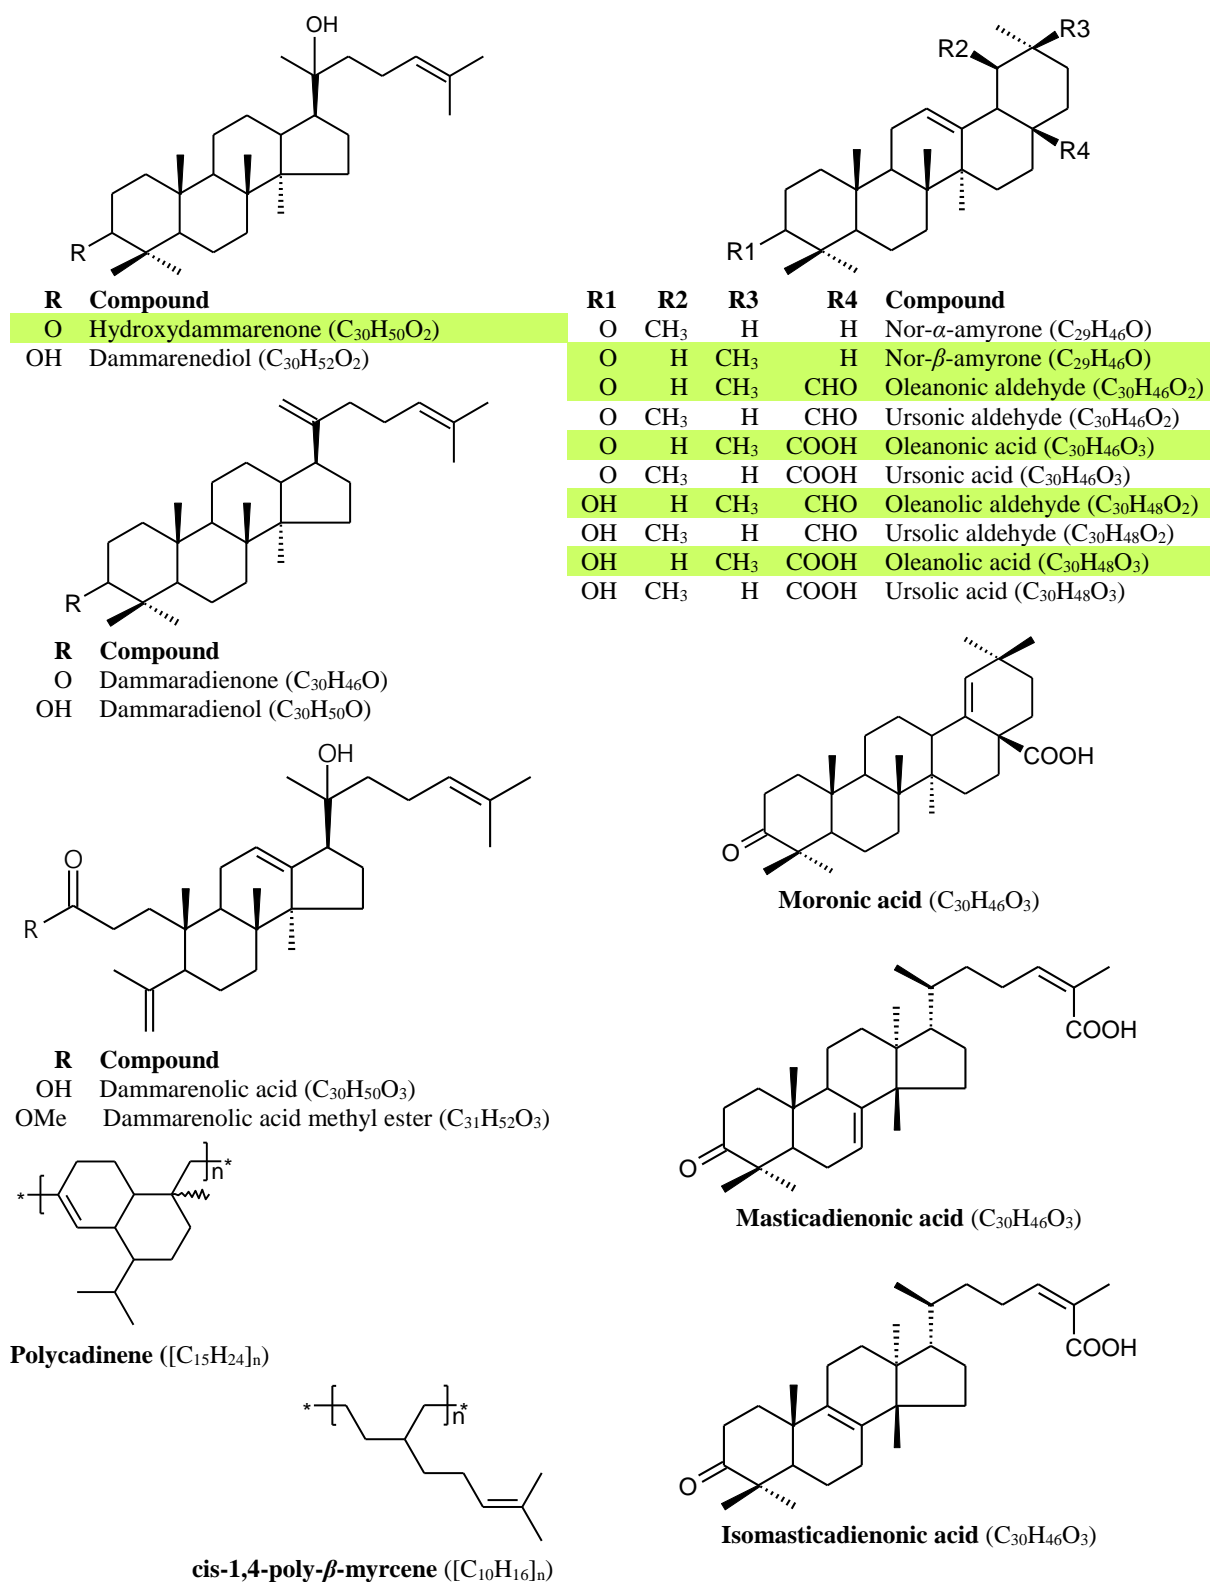 OH
R
R Compound
O Hydroxydammarenone (C₃₀H₅₀O₂)
OH Dammarenediol (C₃₀H₅₂O₂)
R
R Compound
O Dammaradienone (C₃₀H₄₆O)
OH Dammaradienol (C₃₀H₅₀O)
OH
O
R
R Compound
OH Dammarenolic acid (C₃₀H₅₀O₃)
OMe Dammarenolic acid methyl ester (C₃₁H₅₂O₃)
* n*
Polycadinene ([C₁₅H₂₄]ₙ)
* n*
cis-1,4-poly-β-myrcene ([C₁₀H₁₆]ₙ)
R3
R2
R4
R1
R1 R2 R3 R4 Compound
O CH₃ H H Nor-α-amyrone (C₂₉H₄₆O)
O H CH₃ H Nor-β-amyrone (C₂₉H₄₆O)
O H CH₃ CHO Oleanonic aldehyde (C₃₀H₄₆O₂)
O CH₃ H CHO Ursonic aldehyde (C₃₀H₄₆O₂)
O H CH₃ COOH Oleanonic acid (C₃₀H₄₆O₃)
O CH₃ H COOH Ursonic acid (C₃₀H₄₆O₃)
OH H CH₃ CHO Oleanolic aldehyde (C₃₀H₄₈O₂)
OH CH₃ H CHO Ursolic aldehyde (C₃₀H₄₈O₂)
OH H CH₃ COOH Oleanolic acid (C₃₀H₄₈O₃)
OH CH₃ H COOH Ursolic acid (C₃₀H₄₈O₃)
COOH
O
Moronic acid (C₃₀H₄₆O₃)
COOH
O
Masticadienonic acid (C₃₀H₄₆O₃)
COOH
O
Isomasticadienonic acid (C₃₀H₄₆O₃)